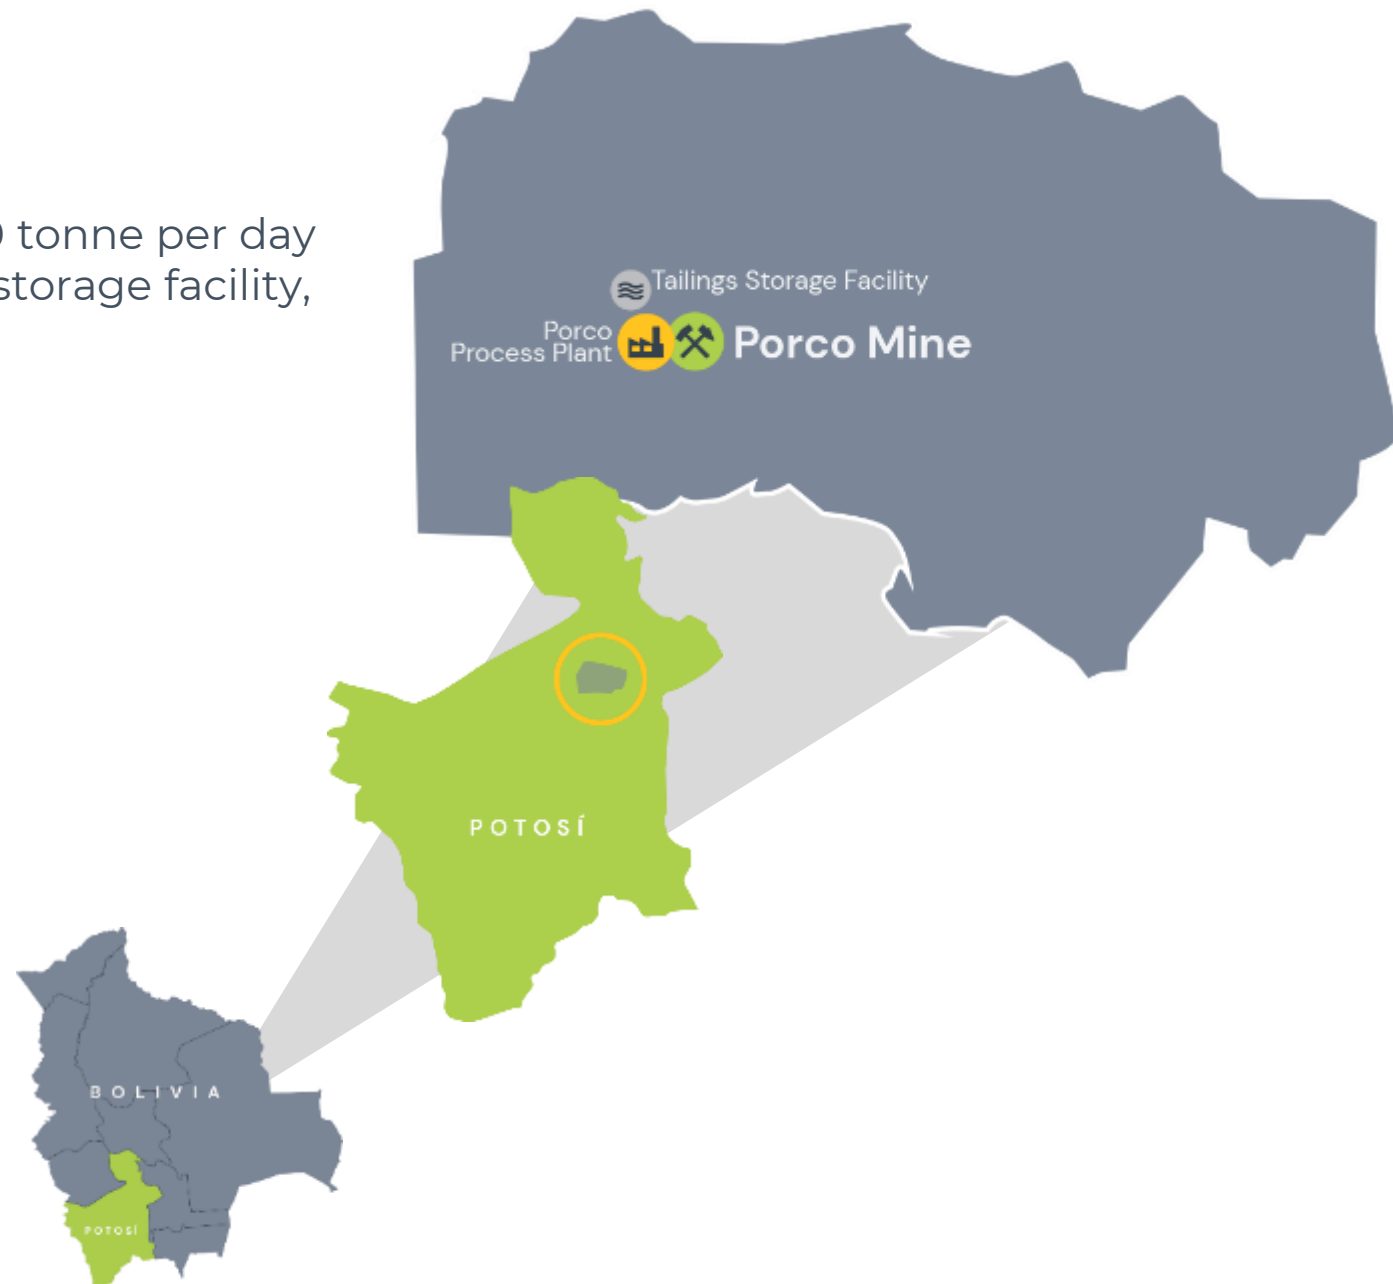 tonne per day
storage facility,
Tailings Storage Facility
Porco
Process Plant
Porco Mine
POTOSÍ
BOLIVIA
POTOSÍ